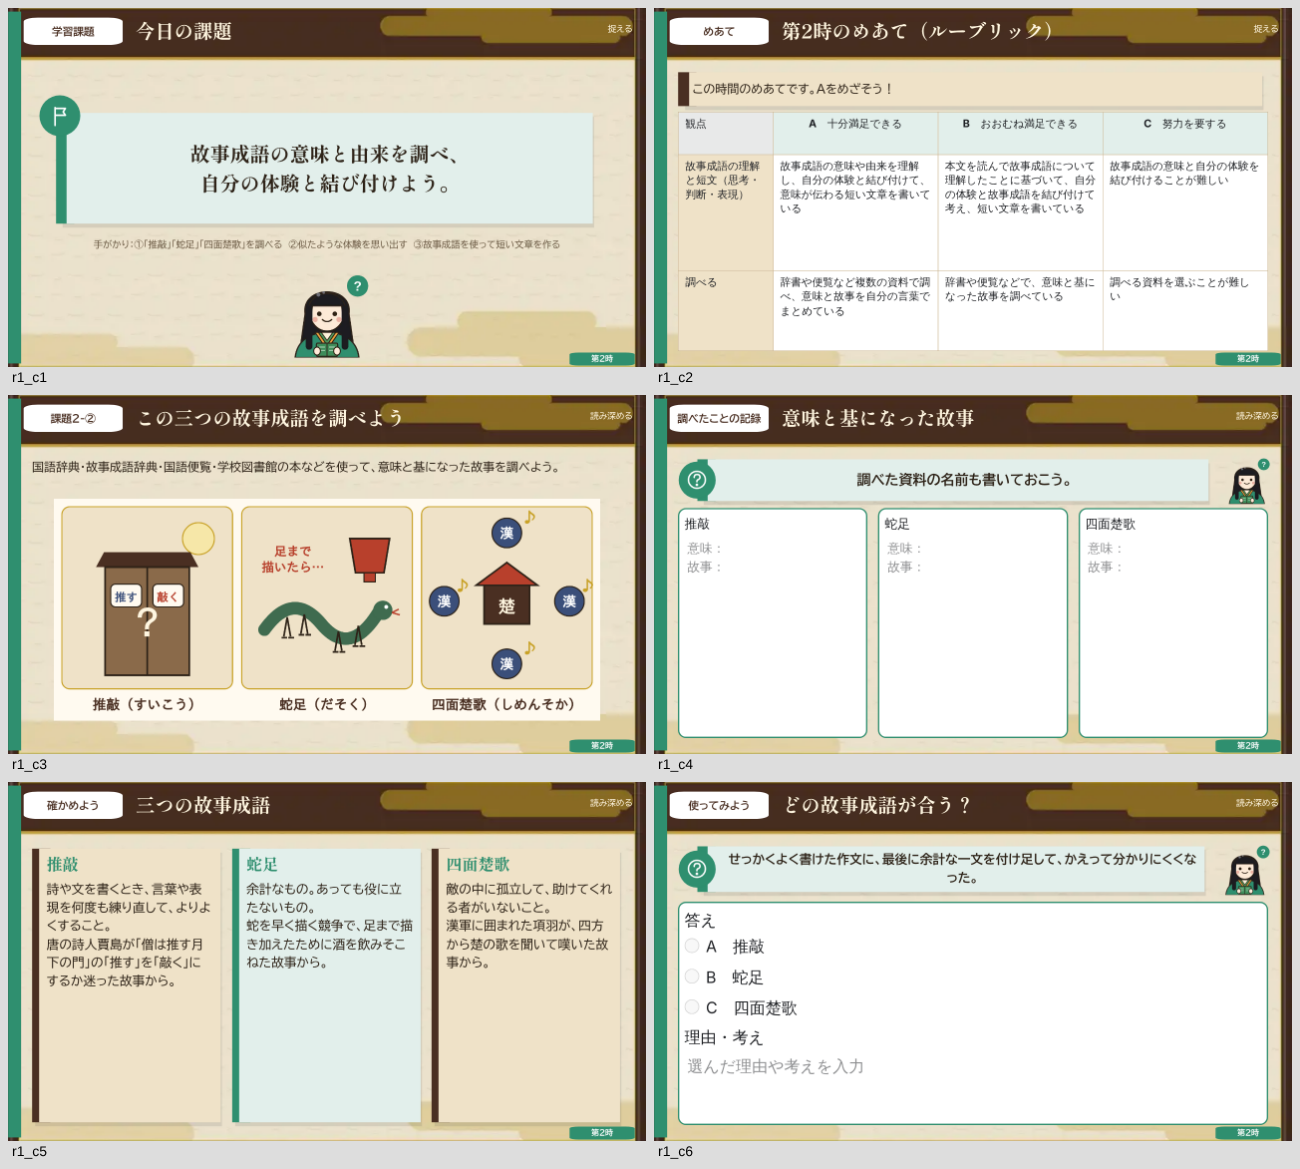 学習課題
今日の課題
捉える
故事成語の意味と由来を調べ、
自分の体験と結び付けよう。
手がかり：①「推敲」「蛇足」「四面楚歌」を調べる ②似たような体験を思い出す ③故事成語を使って短い文章を作る
?
第2時
r1_c1
めあて
第2時のめあて（ルーブリック）
捉える
この時間のめあてです。Aをめざそう！
観点
A 十分満足できる
B おおむね満足できる
C 努力を要する
故事成語の理解
と短文（思考・
判断・表現）
故事成語の意味や由来を理解
し、自分の体験と結び付けて、
意味が伝わる短い文章を書いて
いる
本文を読んで故事成語について
理解したことに基づいて、自分
の体験と故事成語を結び付けて
考え、短い文章を書いている
故事成語の意味と自分の体験を
結び付けることが難しい
調べる
辞書や便覧など複数の資料で調
べ、意味と故事を自分の言葉で
まとめている
辞書や便覧などで、意味と基に
なった故事を調べている
調べる資料を選ぶことが難し
い
第2時
r1_c2
課題2-②
この三つの故事成語を調べよう
読み深める
国語辞典・故事成語辞典・国語便覧・学校図書館の本などを使って、意味と基になった故事を調べよう。
推す
敲く
?
足まで
描いたら…
漢
漢
楚
漢
漢
推敲（すいこう）
蛇足（だそく）
四面楚歌（しめんそか）
第2時
r1_c3
調べたことの記録
意味と基になった故事
読み深める
?
調べた資料の名前も書いておこう。
?
推敲
意味：
故事：
蛇足
意味：
故事：
四面楚歌
意味：
故事：
第2時
r1_c4
確かめよう
三つの故事成語
読み深める
推敲
詩や文を書くとき、言葉や表
現を何度も練り直して、よりよ
くすること。
唐の詩人賈島が「僧は推す月
下の門」の「推す」を「敲く」に
するか迷った故事から。
蛇足
余計なもの。あっても役に立
たないもの。
蛇を早く描く競争で、足まで描
き加えたために酒を飲みそこ
ねた故事から。
四面楚歌
敵の中に孤立して、助けてくれ
る者がいないこと。
漢軍に囲まれた項羽が、四方
から楚の歌を聞いて嘆いた故
事から。
第2時
r1_c5
使ってみよう
どの故事成語が合う？
読み深める
?
せっかくよく書けた作文に、最後に余計な一文を付け足して、かえって分かりにくくな
った。
?
答え
A 推敲
B 蛇足
C 四面楚歌
理由・考え
選んだ理由や考えを入力
第2時
r1_c6